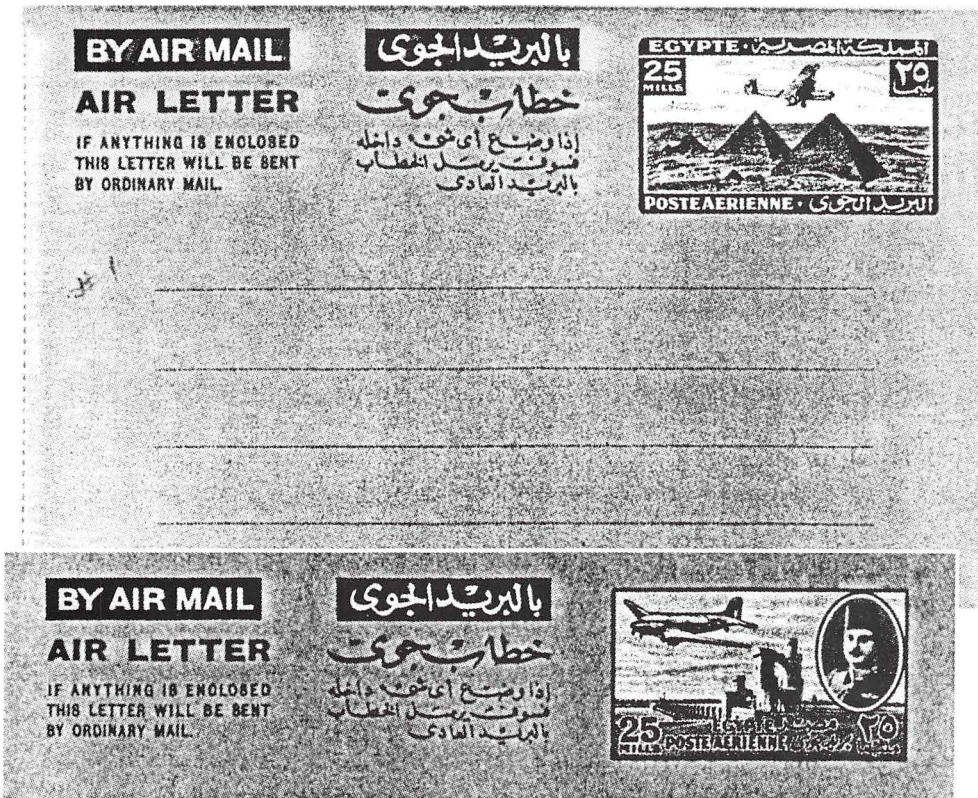 BY AIR MAIL
بالبريد الجوى
AIR LETTER
خطاب جوى
IF ANYTHING IS ENCLOSED
THIS LETTER WILL BE SENT
BY ORDINARY MAIL.
إذا وضع أى شىء داخله
فسوف يرسل الخطاب
بالبريد العادى
EGYPTE · المملكة المصرية
25
MILLS
٢٥
مليما
POSTE AERIENNE · البريد الجوى
BY AIR MAIL
بالبريد الجوى
AIR LETTER
خطاب جوى
IF ANYTHING IS ENCLOSED
THIS LETTER WILL BE SENT
BY ORDINARY MAIL.
إذا وضع أى شىء داخله
فسوف يرسل الخطاب
بالبريد العادى
25
MILLS
EGYPTE
POSTE AERIENNE
٢٥